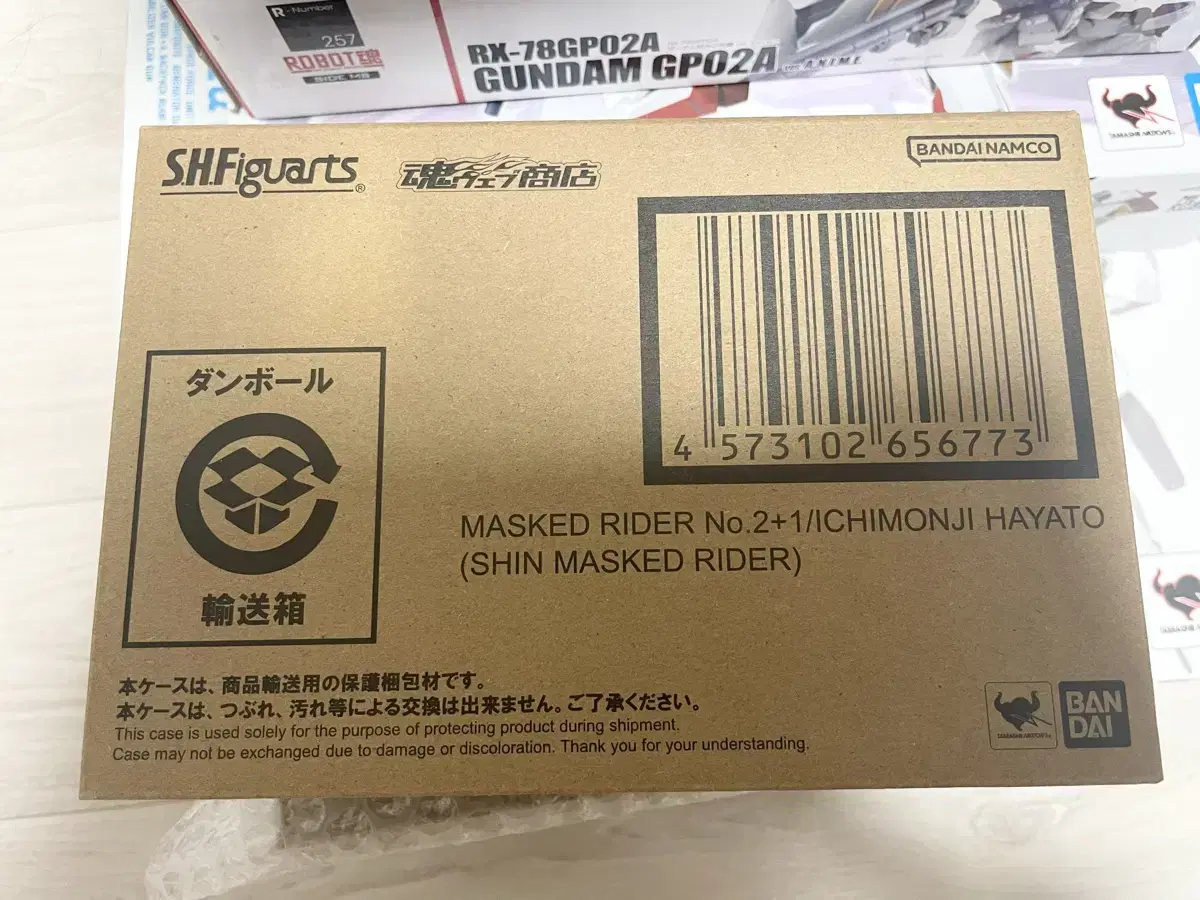 R-Number
257
ROBOT魂
SIDE MS
RX-78GP02A
GUNDAM GP02A
ver. A.N.I.M.E.
TAMASHII NATIONS
S.H.Figuarts®
魂ウェブ商店
BANDAI NAMCO
4 573102 656773
ダンボール
輸送箱
MASKED RIDER No.2+1/ICHIMONJI HAYATO
(SHIN MASKED RIDER)
本ケースは、商品輸送用の保護梱包材です。
本ケースは、つぶれ、汚れ等による交換は出来ません。ご了承ください。
This case is used solely for the purpose of protecting product during shipment.
Case may not be exchanged due to damage or discoloration. Thank you for your understanding.
TAMASHII NATIONS
BAN
DAI